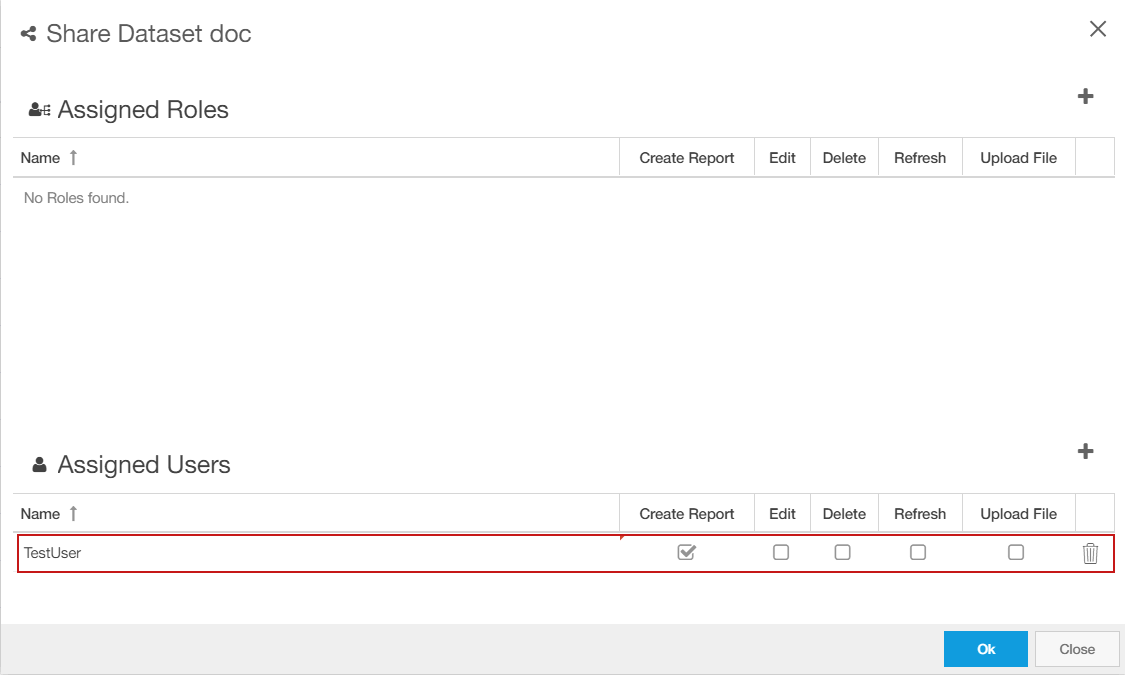 Share Dataset doc
Assigned Roles
Name Create Report Edit Delete Refresh Upload File
No Roles found.
Assigned Users
Name Create Report Edit Delete Refresh Upload File
TestUser
Ok Close